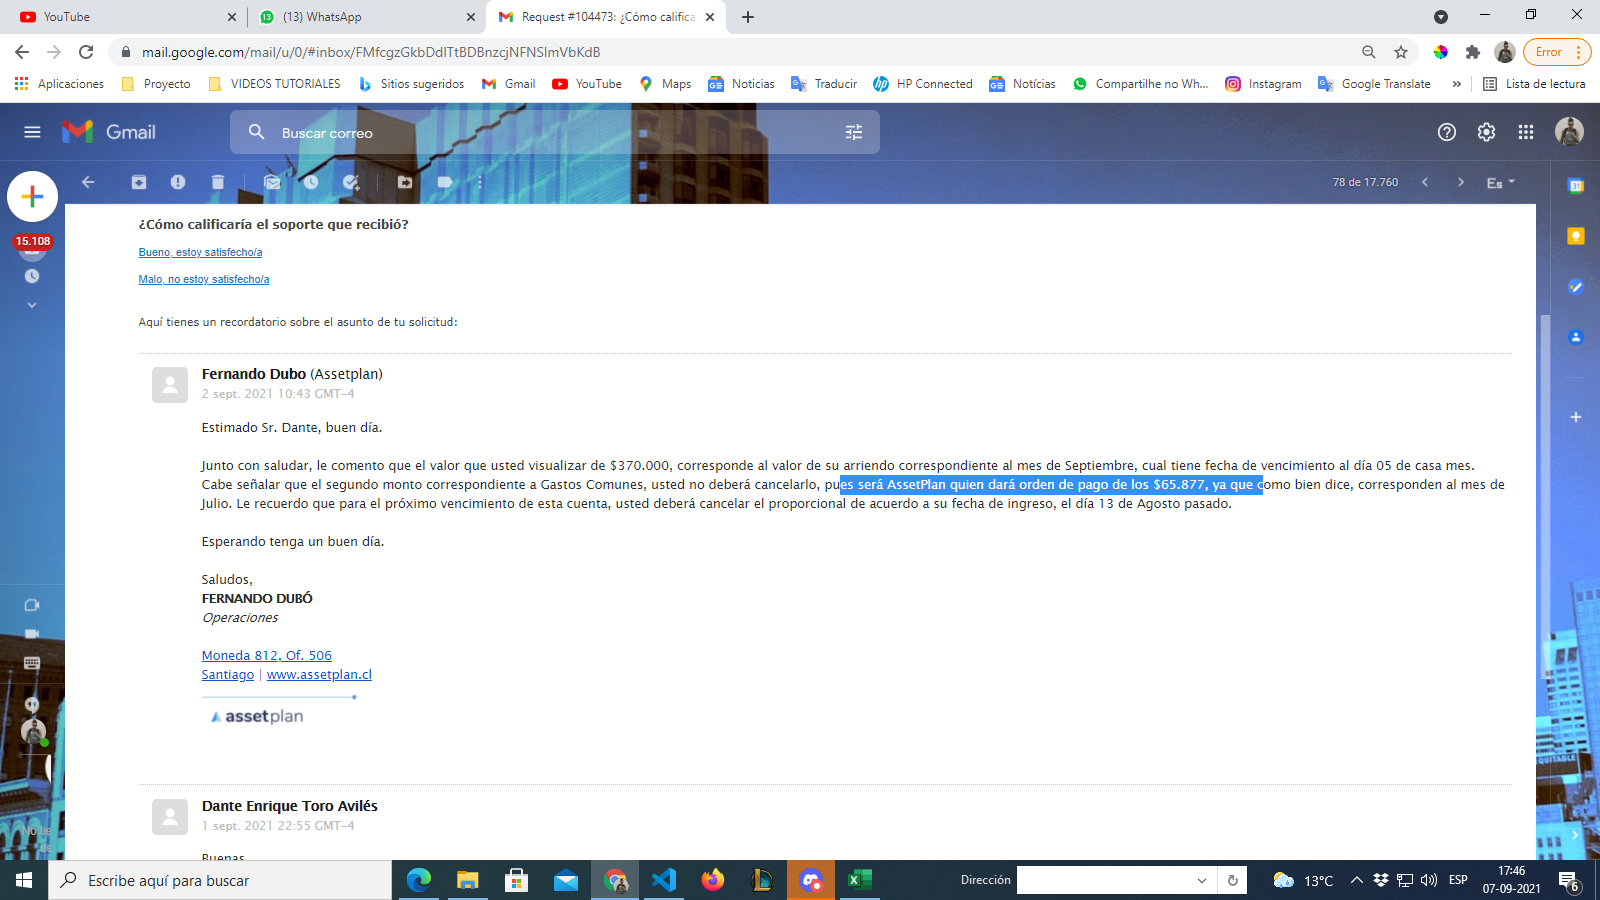 YouTube
(13) WhatsApp
Request #104473: ¿Cómo califica
mail.google.com/mail/u/0/#inbox/FMfcgzGkbDdlTtBDBnzcjNFNSlmVbKdB
Error
Aplicaciones
Proyecto
VIDEOS TUTORIALES
Sitios sugeridos
Gmail
YouTube
Maps
Noticias
Traducir
HP Connected
Notícias
Compartilhe no Wh...
Instagram
Google Translate
»
Lista de lectura
Gmail
Buscar correo
78 de 17.760
Es
15.108
¿Cómo calificaría el soporte que recibió?
Bueno, estoy satisfecho/a
Malo, no estoy satisfecho/a
Aquí tienes un recordatorio sobre el asunto de tu solicitud:
Fernando Dubo (Assetplan)
2 sept. 2021 10:43 GMT-4
Estimado Sr. Dante, buen día.
Junto con saludar, le comento que el valor que usted visualizar de $370.000, corresponde al valor de su arriendo correspondiente al mes de Septiembre, cual tiene fecha de vencimiento al día 05 de casa mes.
Cabe señalar que el segundo monto correspondiente a Gastos Comunes, usted no deberá cancelarlo, pues será AssetPlan quien dará orden de pago de los $65.877, ya que como bien dice, corresponden al mes de
Julio. Le recuerdo que para el próximo vencimiento de esta cuenta, usted deberá cancelar el proporcional de acuerdo a su fecha de ingreso, el día 13 de Agosto pasado.
Esperando tenga un buen día.
Saludos,
FERNANDO DUBÓ
Operaciones
Moneda 812, Of. 506
Santiago | www.assetplan.cl
assetplan
Dante Enrique Toro Avilés
1 sept. 2021 22:55 GMT-4
Buenas
Escribe aquí para buscar
Dirección
13°C
ESP
17:46
07-09-2021
6